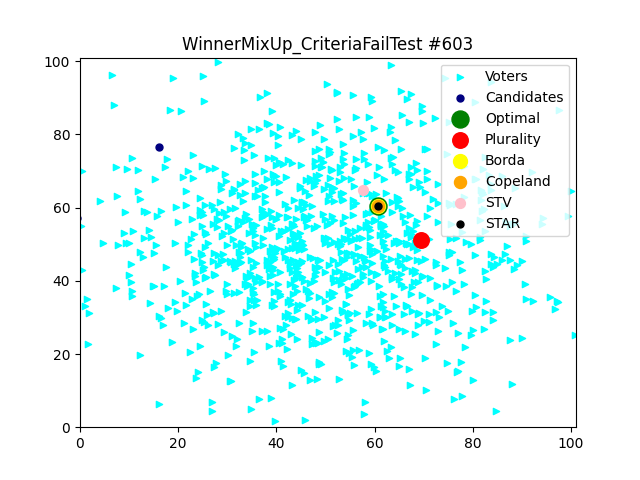 WinnerMixUp_CriteriaFailTest #603
100
80
60
40
20
0
0
20
40
60
80
100
Voters
Candidates
Optimal
Plurality
Borda
Copeland
STV
STAR